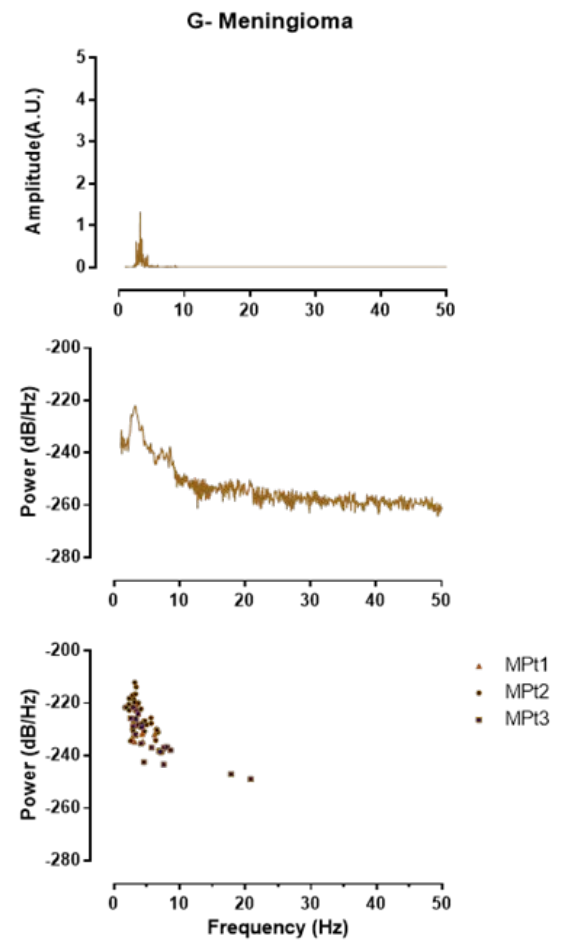 G- Meningioma
Amplitude(A.U.)
5
4
3
2
1
0
0 10 20 30 40 50
Power (dB/Hz)
-200
-220
-240
-260
-280
0 10 20 30 40 50
Power (dB/Hz)
-200
-220
-240
-260
-280
0 10 20 30 40 50
Frequency (Hz)
MPt1
MPt2
MPt3